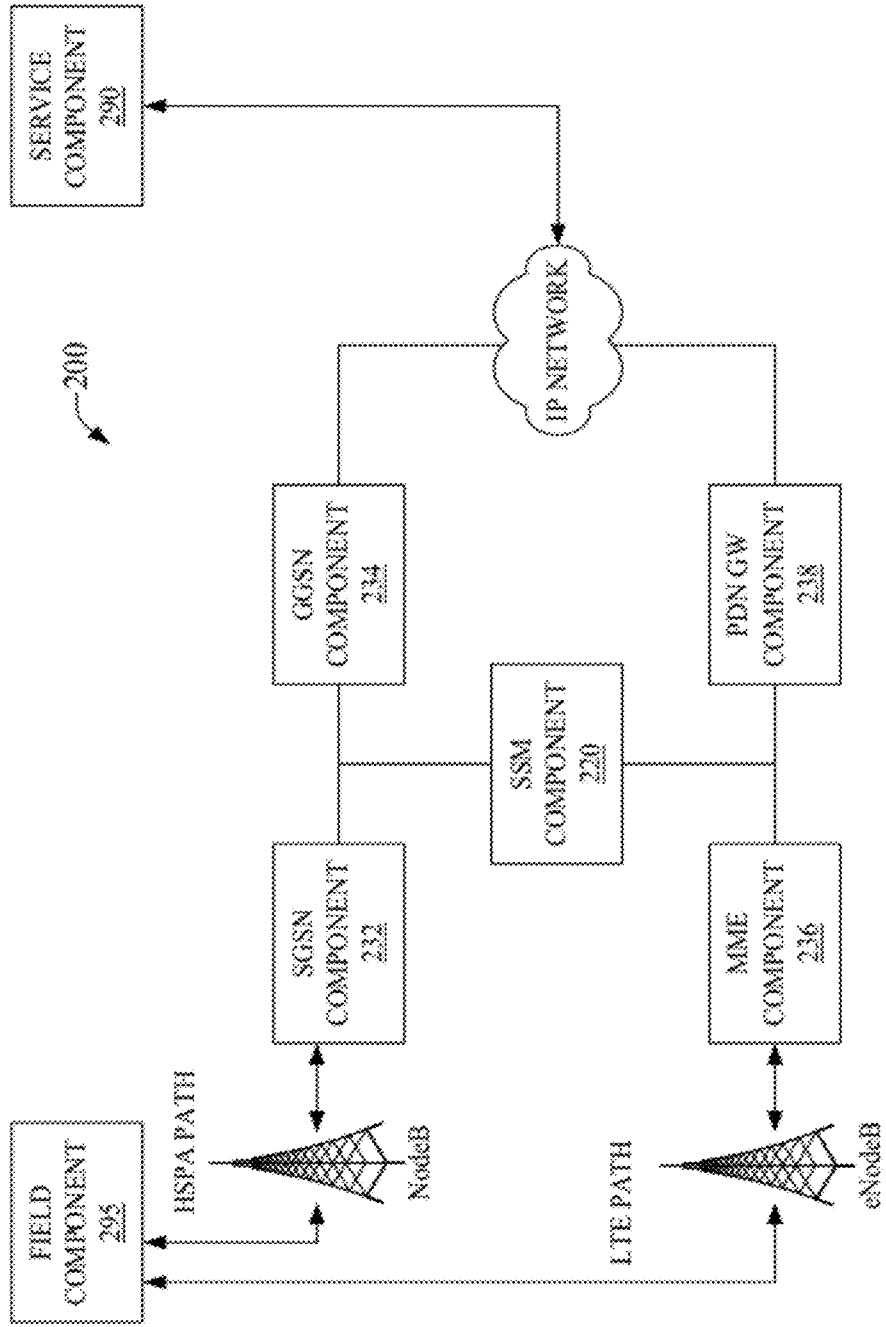 200
FIELD
COMPONENT
295
SERVICE
COMPONENT
290
HSPA PATH
NodeB
SGSN
COMPONENT
232
GGSN
COMPONENT
234
SSM
COMPONENT
220
IP NETWORK
LTE PATH
eNodeB
MME
COMPONENT
236
PDN GW
COMPONENT
238